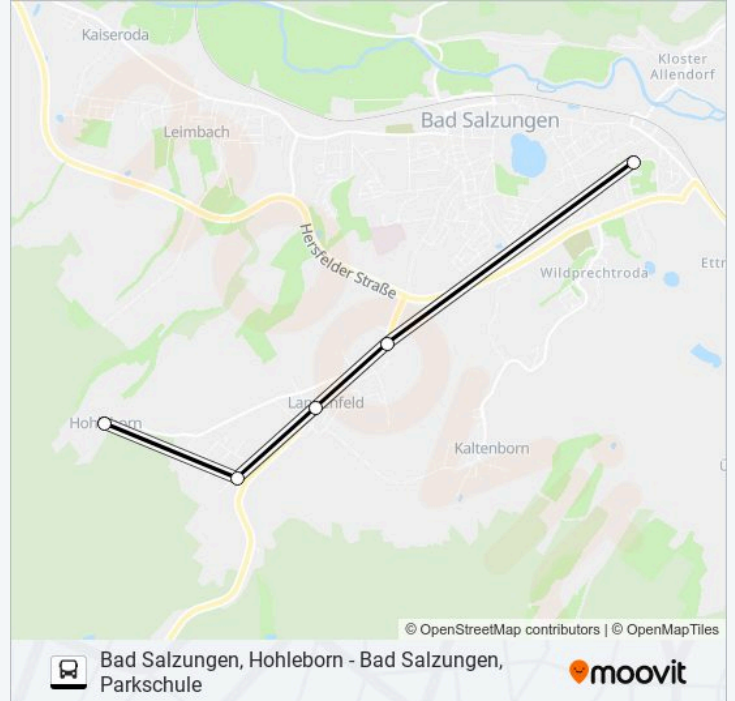 Kaiseroda
Kloster
Allendorf
Leimbach
Bad Salzungen
Hersfelder Straße
Wildprechtroda
Ettr
Kaltenborn
© OpenStreetMap contributors | © OpenMapTiles
Bad Salzungen, Hohleborn - Bad Salzungen,
Parkschule
moovit